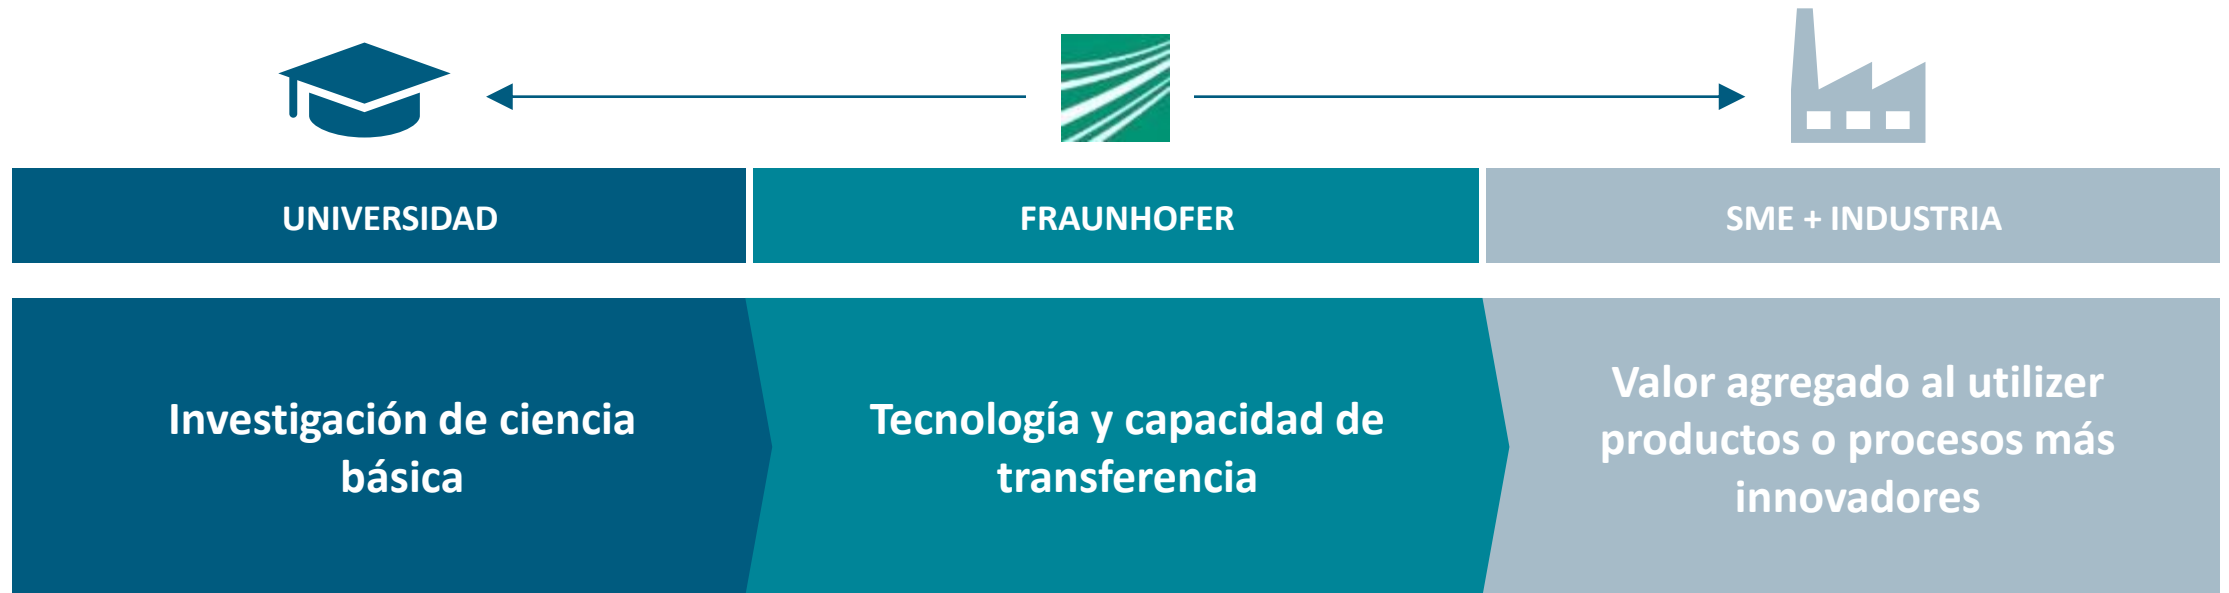 UNIVERSIDAD
FRAUNHOFER
SME + INDUSTRIA
Investigación de ciencia
básica
Tecnología y capacidad de
transferencia
Valor agregado al utilizer
productos o procesos más
innovadores